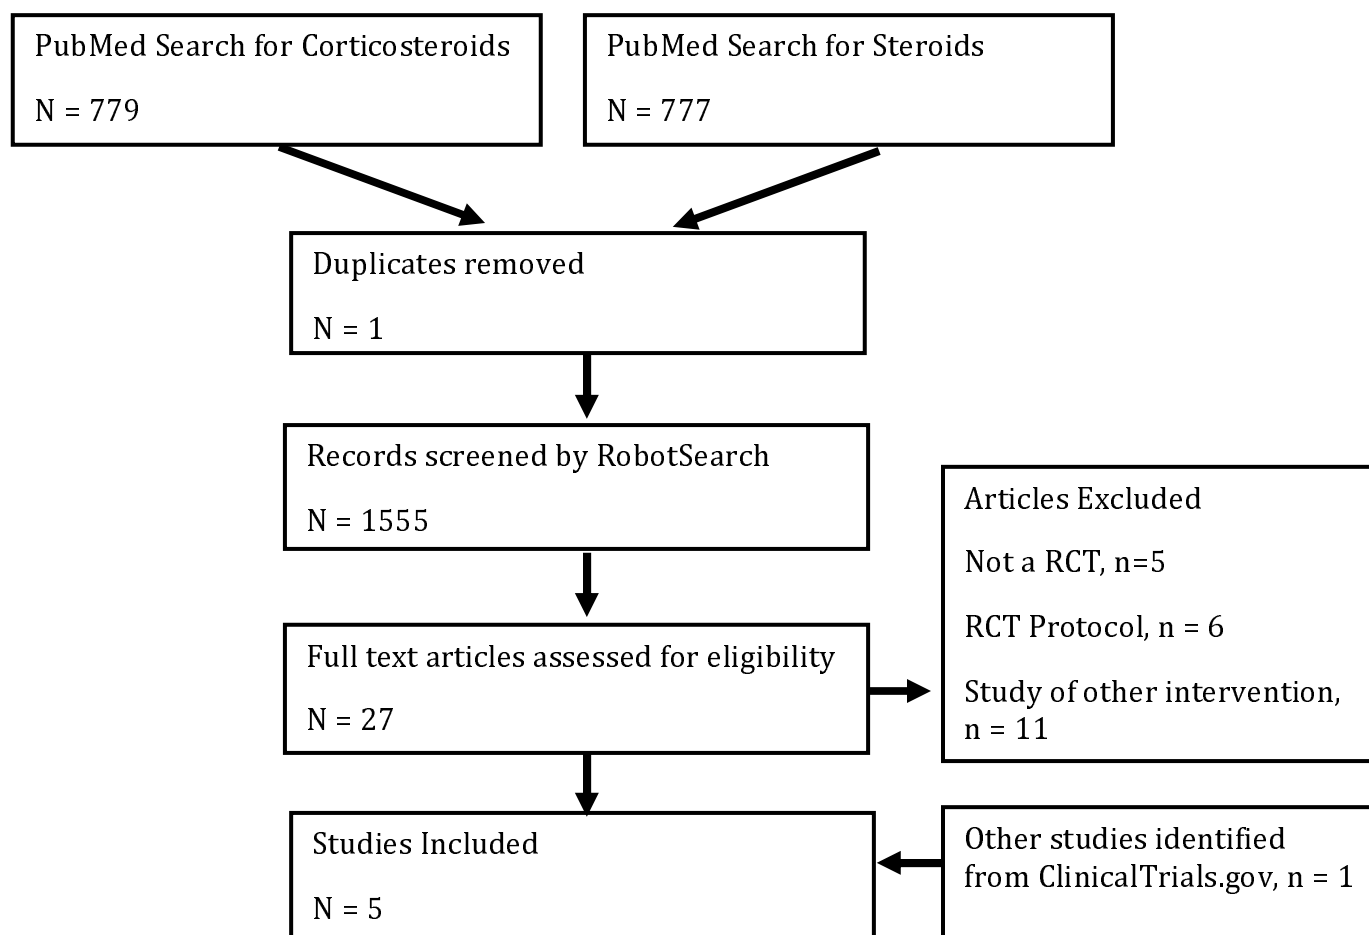 PubMed Search for Corticosteroids
N = 779
PubMed Search for Steroids
N = 777
Duplicates removed
N = 1
Records screened by RobotSearch
N = 1555
Articles Excluded
Not a RCT, n=5
RCT Protocol, n = 6
Study of other intervention,
n = 11
Full text articles assessed for eligibility
N = 27
Studies Included
N = 5
Other studies identified
from ClinicalTrials.gov, n = 1